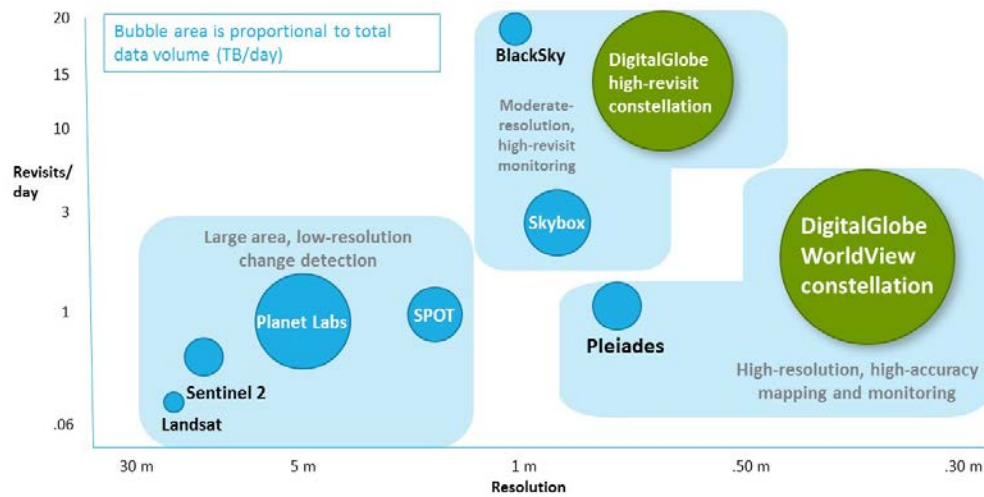 20
Bubble area is proportional to total
data volume (TB/day)
BlackSky
DigitalGlobe
high-revisit
constellation
15
Moderate-
resolution,
high-revisit
monitoring
10
Revisits/
day
3
Skybox
DigitalGlobe
WorldView
constellation
Large area, low-resolution
change detection
1
Planet Labs
SPOT
Pleiades
Sentinel 2
Landsat
High-resolution, high-accuracy
mapping and monitoring
.06
30 m
5 m
1 m
.50 m
.30 m
Resolution